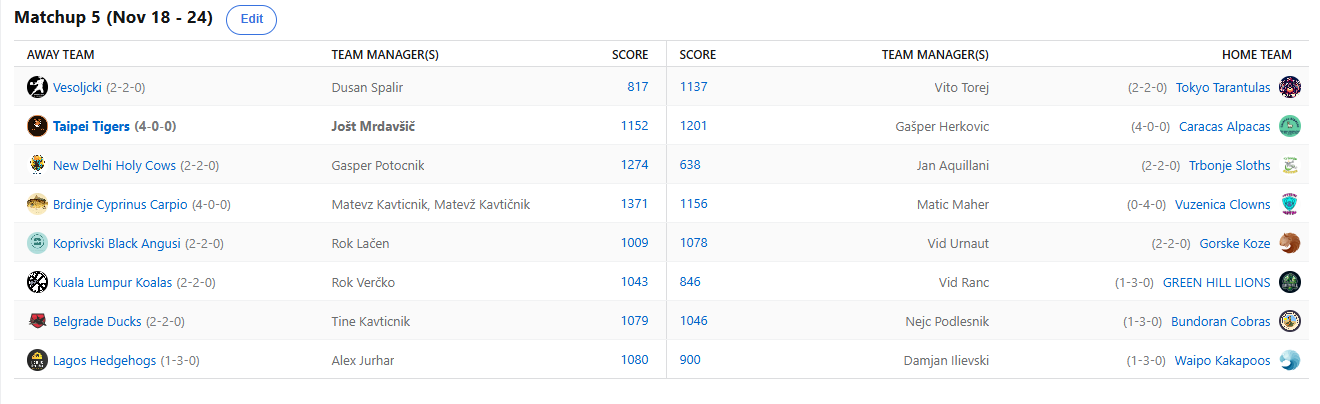 Matchup 5 (Nov 18 - 24) Edit
AWAY TEAM TEAM MANAGER(S) SCORE SCORE TEAM MANAGER(S) HOME TEAM
Vesoljcki (2-2-0) Dusan Spalir 817 1137 Vito Torej (2-2-0) Tokyo Tarantulas
Taipei Tigers (4-0-0) Jošt Mrdavšič 1152 1201 Gašper Herkovic (4-0-0) Caracas Alpacas
New Delhi Holy Cows (2-2-0) Gasper Potocnik 1274 638 Jan Aquillani (2-2-0) Trbonje Sloths
Brdinje Cyprinus Carpio (4-0-0) Matevz Kavticnik, Matevž Kavtičnik 1371 1156 Matic Maher (0-4-0) Vuzenica Clowns
Koprivski Black Angusi (2-2-0) Rok Lačen 1009 1078 Vid Urnaut (2-2-0) Gorske Koze
Kuala Lumpur Koalas (2-2-0) Rok Verčko 1043 846 Vid Ranc (1-3-0) GREEN HILL LIONS
Belgrade Ducks (2-2-0) Tine Kavticnik 1079 1046 Nejc Podlesnik (1-3-0) Bundoran Cobras
Lagos Hedgehogs (1-3-0) Alex Jurhar 1080 900 Damjan Ilievski (1-3-0) Waipo Kakapoos